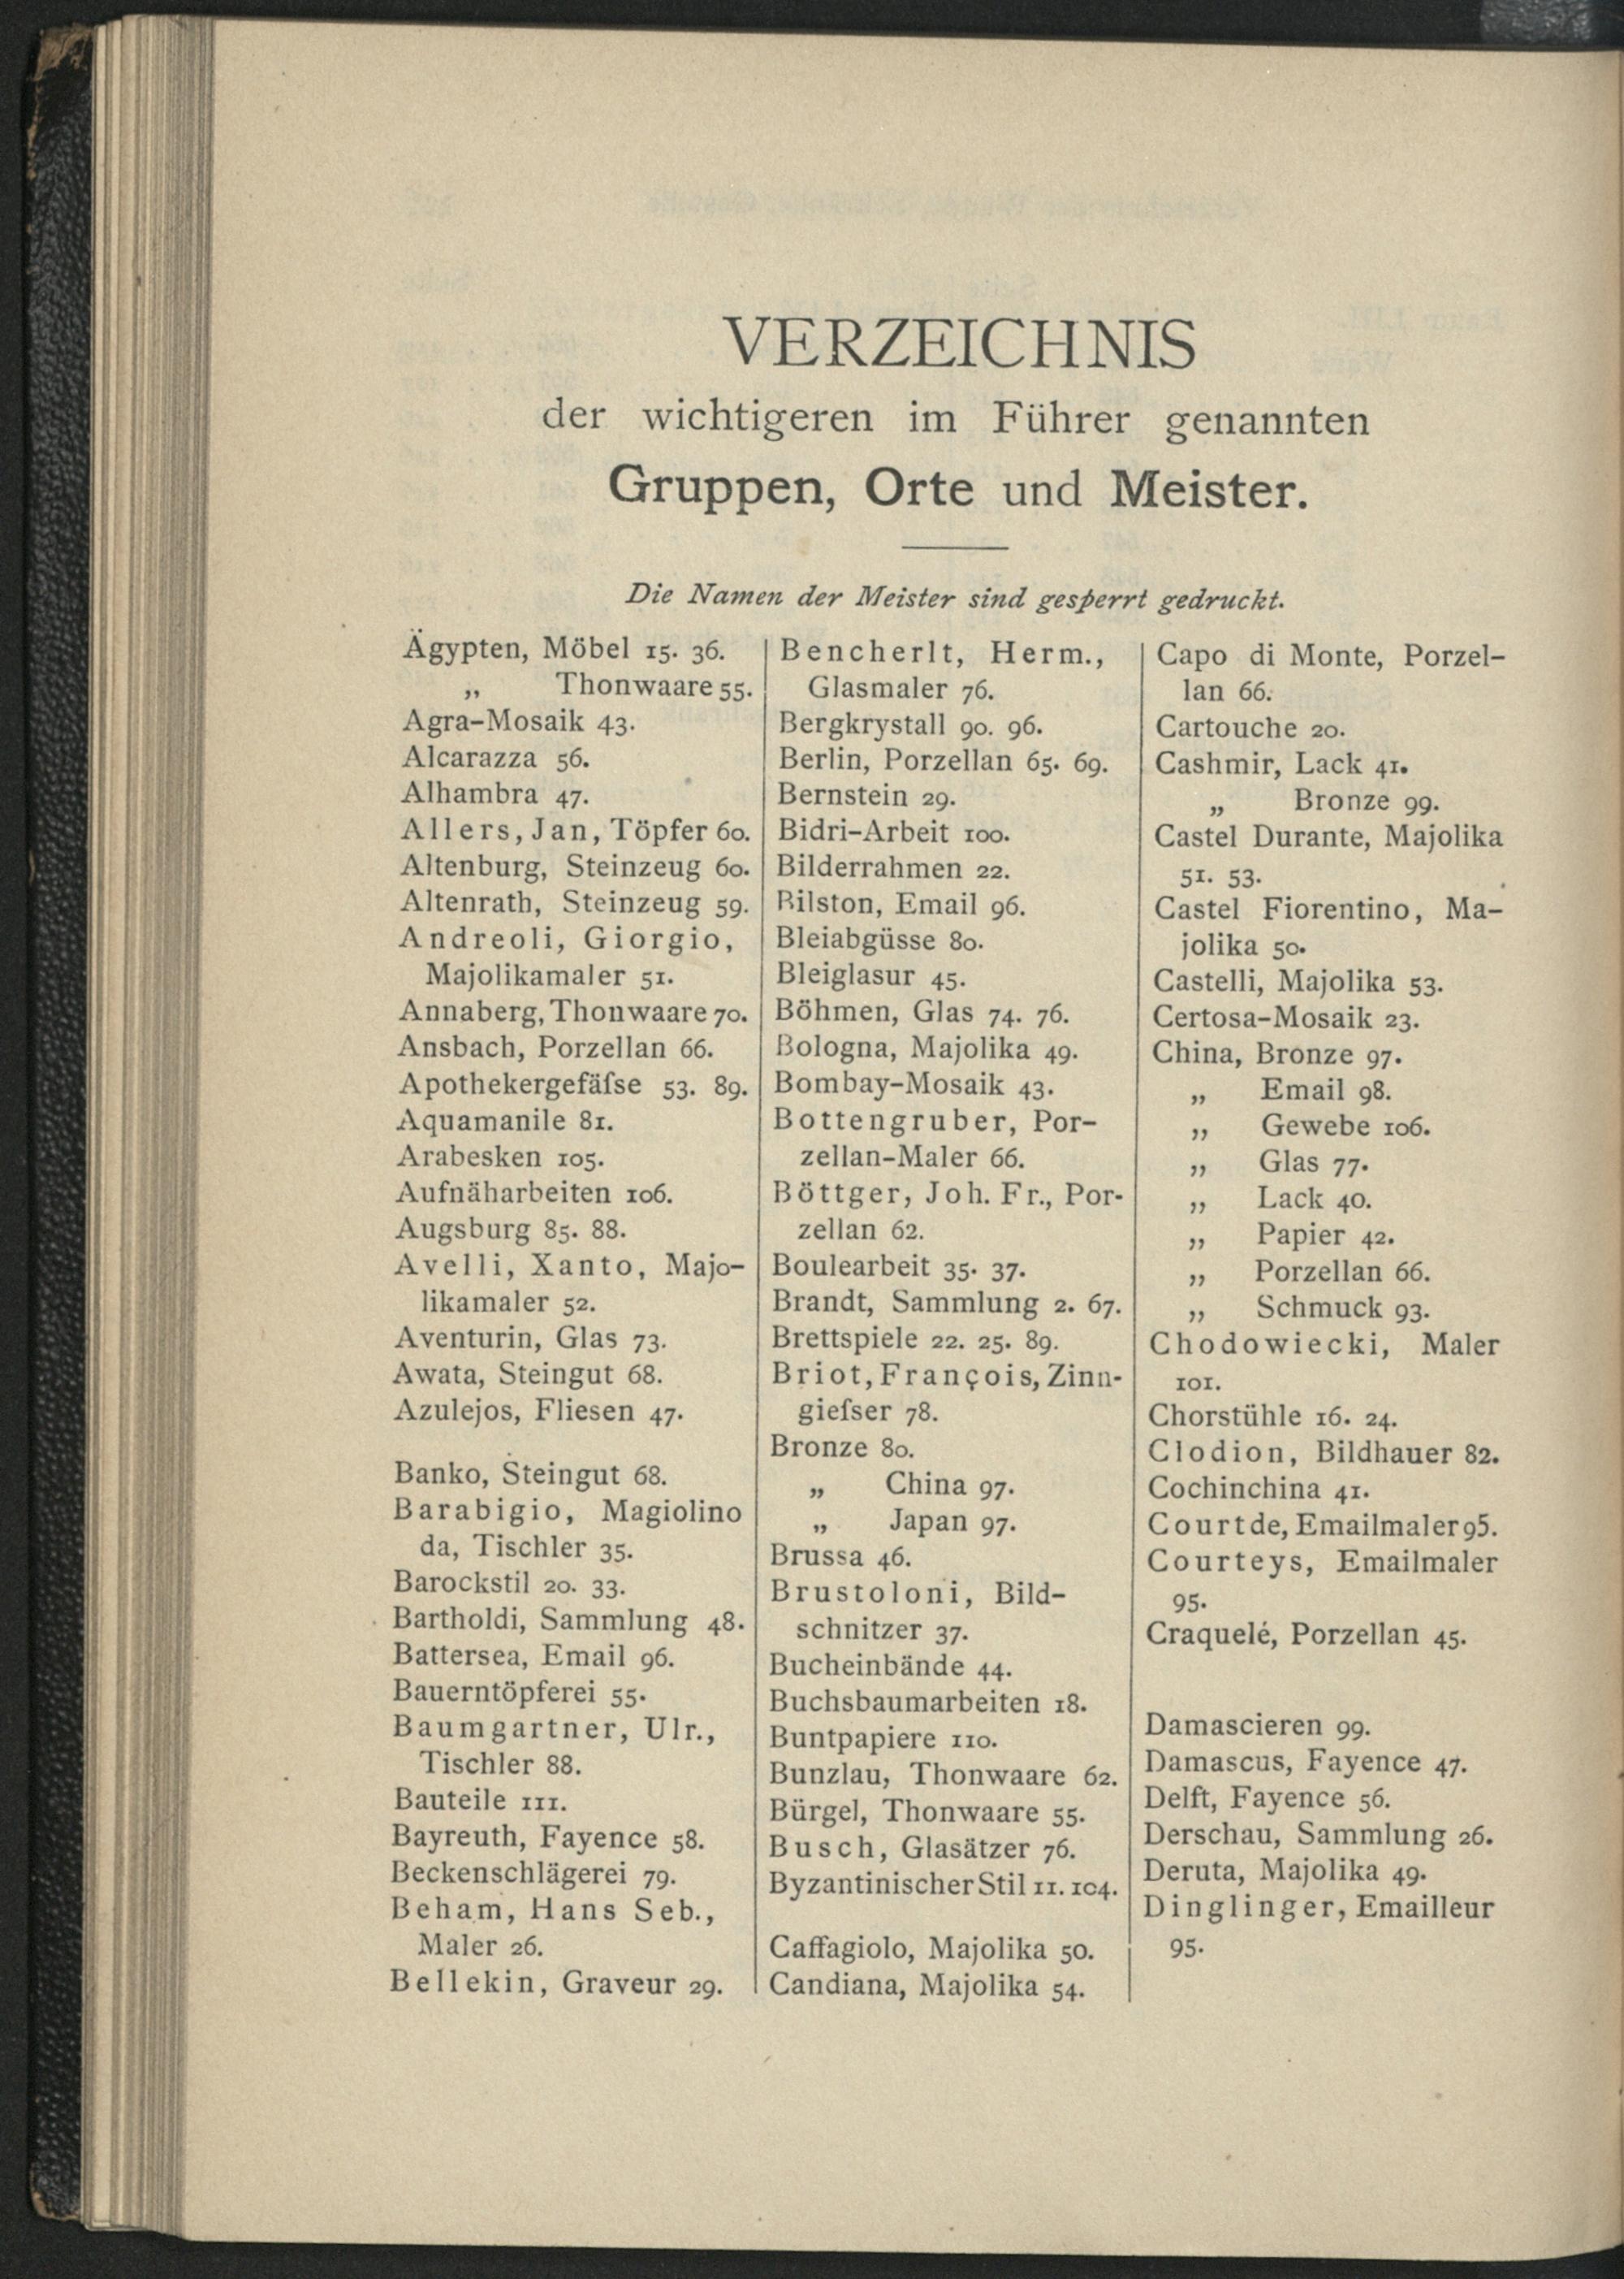 VERZEICHNIS
der wichtigeren im Führer genannten
Gruppen, Orte und Meister.
Die Namen der Meister sind gesperrt gedruckt.
Ägypten, Möbel 15. 36.
„ Thonwaare 55.
Agra-Mosaik 43.
Alcarazza 56.
Alhambra 47.
Allers, Jan, Töpfer 60.
Altenburg, Steinzeug 60.
Altenrath, Steinzeug 59.
Andreoli, Giorgio,
Majolikamaler 51.
Annaberg, Thonwaare 70.
Ansbach, Porzellan 66.
Apothekergefäſse 53. 89.
Aquamanile 81.
Arabesken 105.
Aufnäharbeiten 106.
Augsburg 85. 88.
Avelli, Xanto, Majo-
likamaler 52.
Aventurin, Glas 73.
Awata, Steingut 68.
Azulejos, Fliesen 47.
Banko, Steingut 68.
Barabigio, Magiolino
da, Tischler 35.
Barockstil 20. 33.
Bartholdi, Sammlung 48.
Battersea, Email 96.
Bauerntöpferei 55.
Baumgartner, Ulr.,
Tischler 88.
Bauteile 111.
Bayreuth, Fayence 58.
Beckenschlägerei 79.
Beham, Hans Seb.,
Maler 26.
Bellekin, Graveur 29.
Bencherlt, Herm.,
Glasmaler 76.
Bergkrystall 90. 96.
Berlin, Porzellan 65. 69.
Bernstein 29.
Bidri-Arbeit 100.
Bilderrahmen 22.
Bilston, Email 96.
Bleiabgüsse 80.
Bleiglasur 45.
Böhmen, Glas 74. 76.
Bologna, Majolika 49.
Bombay-Mosaik 43.
Bottengruber, Por-
zellan-Maler 66.
Böttger, Joh. Fr., Por-
zellan 62.
Boulearbeit 35. 37.
Brandt, Sammlung 2. 67.
Brettspiele 22. 25. 89.
Briot, François, Zinn-
gieſser 78.
Bronze 80.
„ China 97.
„ Japan 97.
Brussa 46.
Brustoloni, Bild-
schnitzer 37.
Bucheinbände 44.
Buchsbaumarbeiten 18.
Buntpapiere 110.
Bunzlau, Thonwaare 62.
Bürgel, Thonwaare 55.
Busch, Glasätzer 76.
Byzantinischer Stil 11. 104.
Caffagiolo, Majolika 50.
Candiana, Majolika 54.
Capo di Monte, Porzel-
lan 66.
Cartouche 20.
Cashmir, Lack 41.
„ Bronze 99.
Castel Durante, Majolika
51. 53.
Castel Fiorentino, Ma-
jolika 50.
Castelli, Majolika 53.
Certosa-Mosaik 23.
China, Bronze 97.
„ Email 98.
„ Gewebe 106.
„ Glas 77.
„ Lack 40.
„ Papier 42.
„ Porzellan 66.
„ Schmuck 93.
Chodowiecki, Maler
101.
Chorstühle 16. 24.
Clodion, Bildhauer 82.
Cochinchina 41.
Courtde, Emailmaler 95.
Courteys, Emailmaler
95.
Craquelé, Porzellan 45.
Damascieren 99.
Damascus, Fayence 47.
Delft, Fayence 56.
Derschau, Sammlung 26.
Deruta, Majolika 49.
Dinglinger, Emailleur
95.